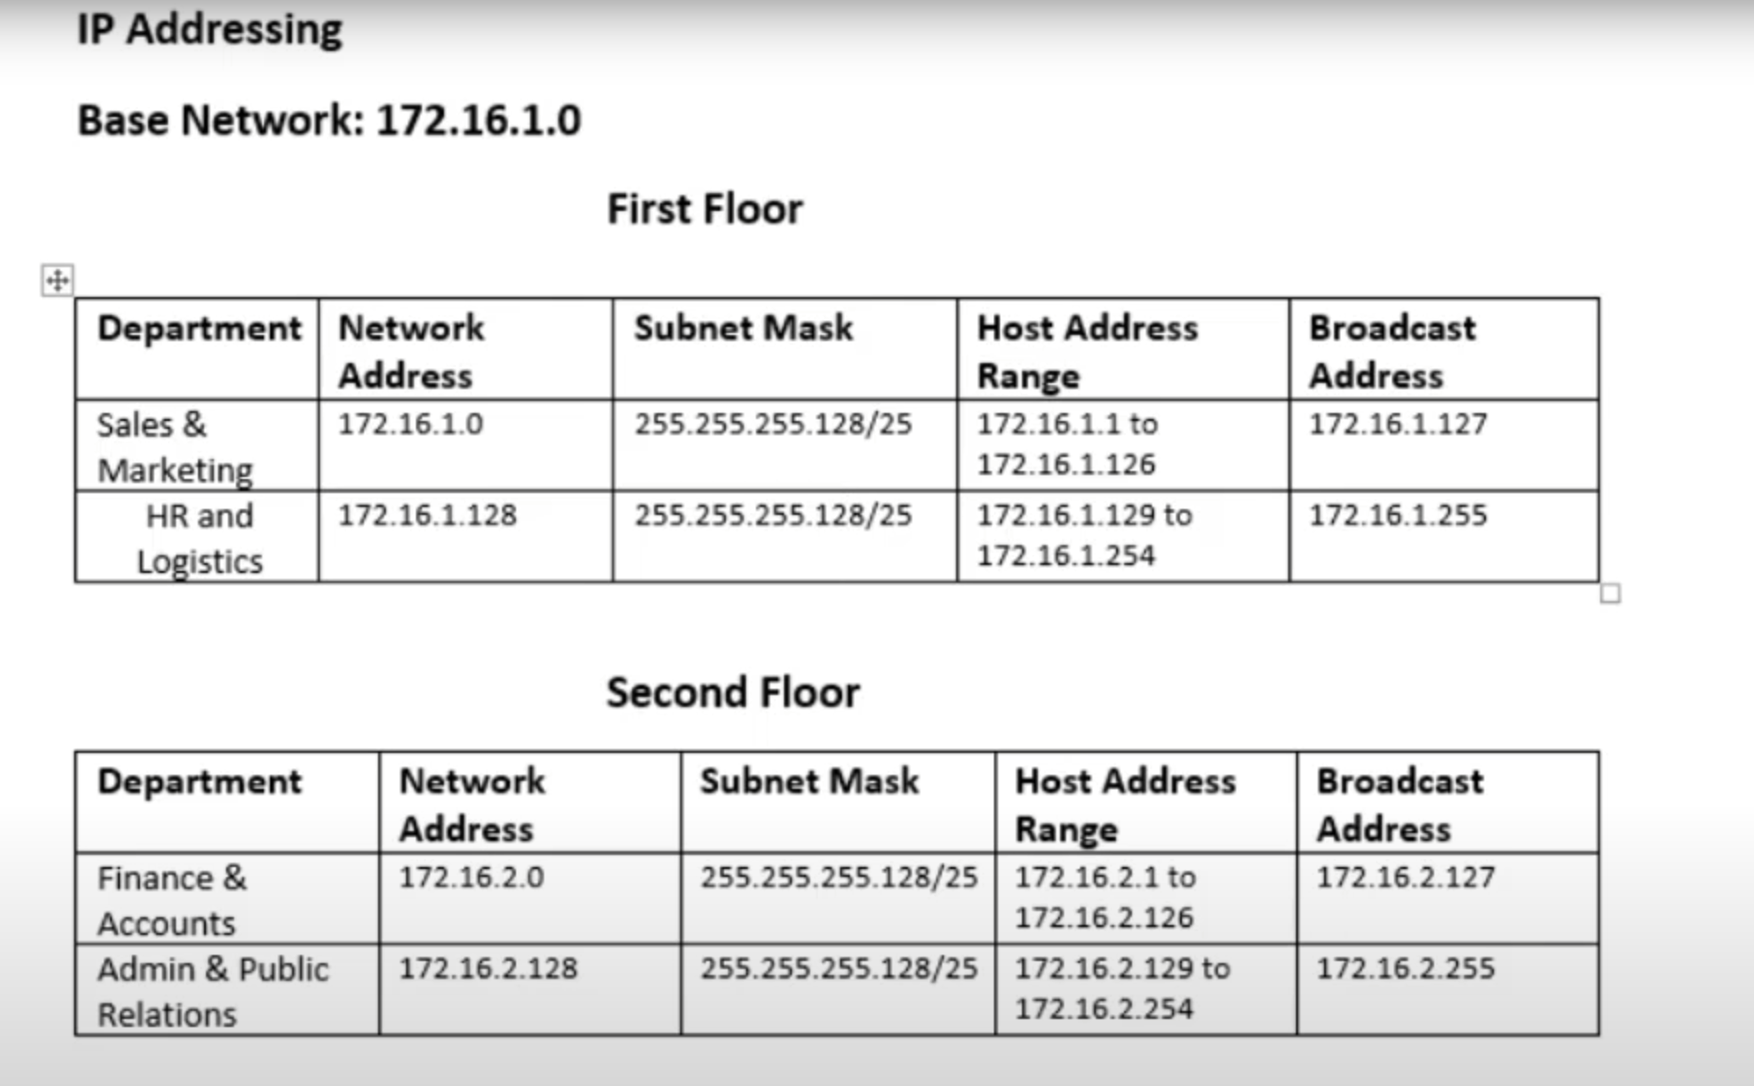 IP Addressing
Base Network: 172.16.1.0
First Floor
Department Network Address Subnet Mask Host Address Range Broadcast Address
Sales & Marketing 172.16.1.0 255.255.255.128/25 172.16.1.1 to 172.16.1.126 172.16.1.127
HR and Logistics 172.16.1.128 255.255.255.128/25 172.16.1.129 to 172.16.1.254 172.16.1.255
Second Floor
Department Network Address Subnet Mask Host Address Range Broadcast Address
Finance & Accounts 172.16.2.0 255.255.255.128/25 172.16.2.1 to 172.16.2.126 172.16.2.127
Admin & Public Relations 172.16.2.128 255.255.255.128/25 172.16.2.129 to 172.16.2.254 172.16.2.255